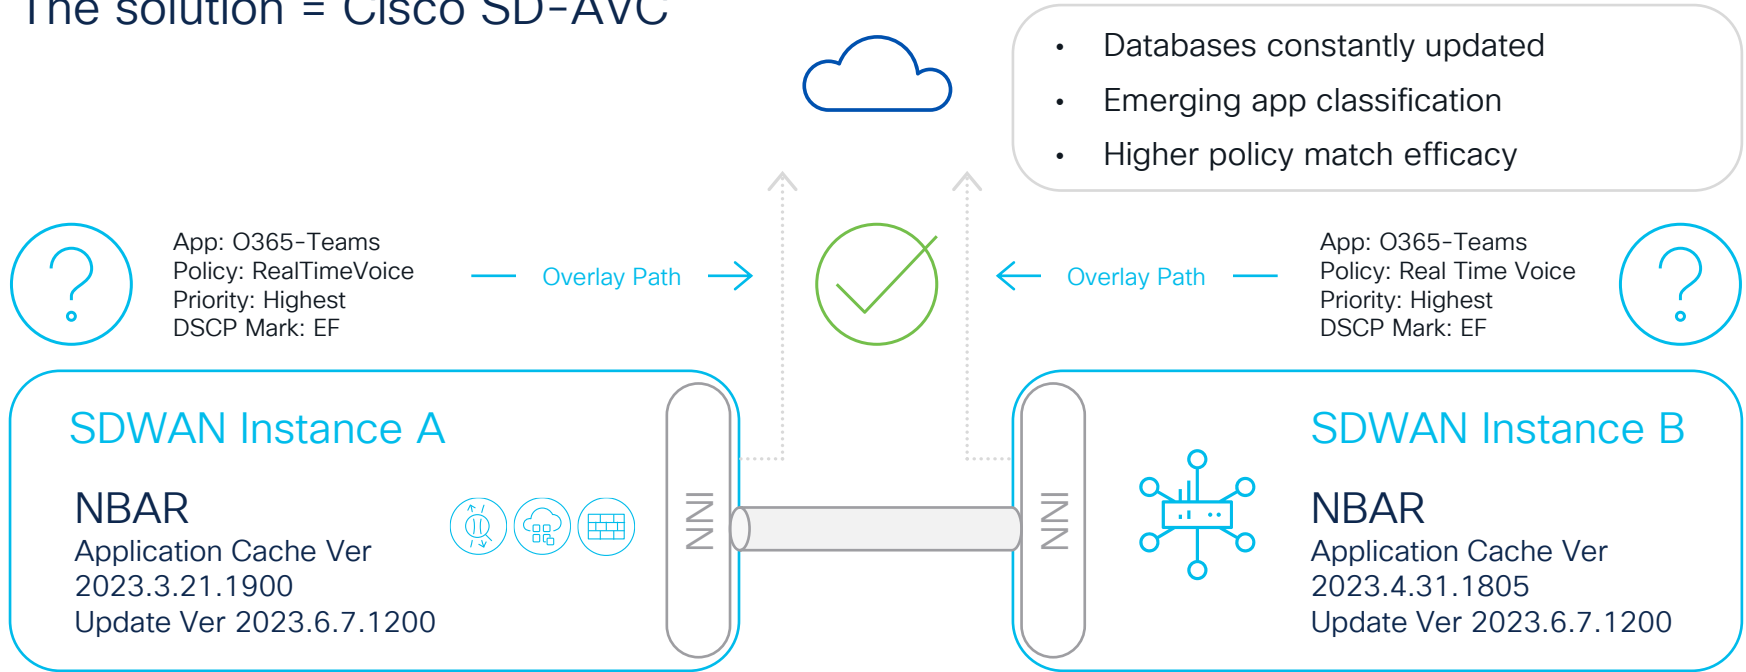 The solution = Cisco SD-AVC
• Databases constantly updated
• Emerging app classification
• Higher policy match efficacy
App: O365-Teams
Policy: RealTimeVoice
Priority: Highest
DSCP Mark: EF
Overlay Path
Overlay Path
App: O365-Teams
Policy: Real Time Voice
Priority: Highest
DSCP Mark: EF
SDWAN Instance A
NBAR
Application Cache Ver
2023.3.21.1900
Update Ver 2023.6.7.1200
NNI
NNI
SDWAN Instance B
NBAR
Application Cache Ver
2023.4.31.1805
Update Ver 2023.6.7.1200